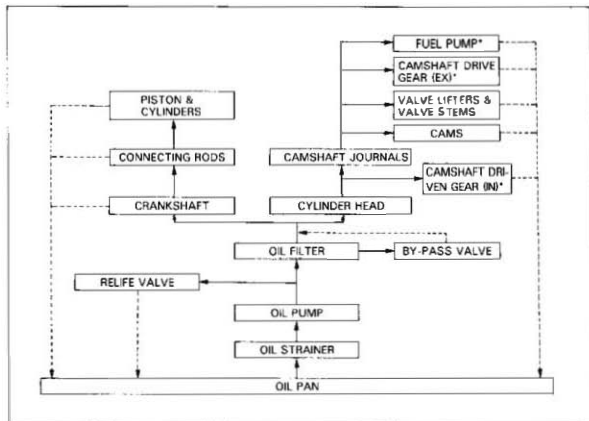 FUEL PUMP*
CAMSHAFT DRIVE
GEAR (EX)*
PISTON &
CYLINDERS
VALVE LIFTERS &
VALVE STEMS
CAMS
CONNECTING RODS
CAMSHAFT JOURNALS
CAMSHAFT DRI-
VEN GEAR (IN)*
CRANKSHAFT
CYLINDER HEAD
OIL FILTER
BY-PASS VALVE
RELIFE VALVE
OIL PUMP
OIL STRAINER
OIL PAN